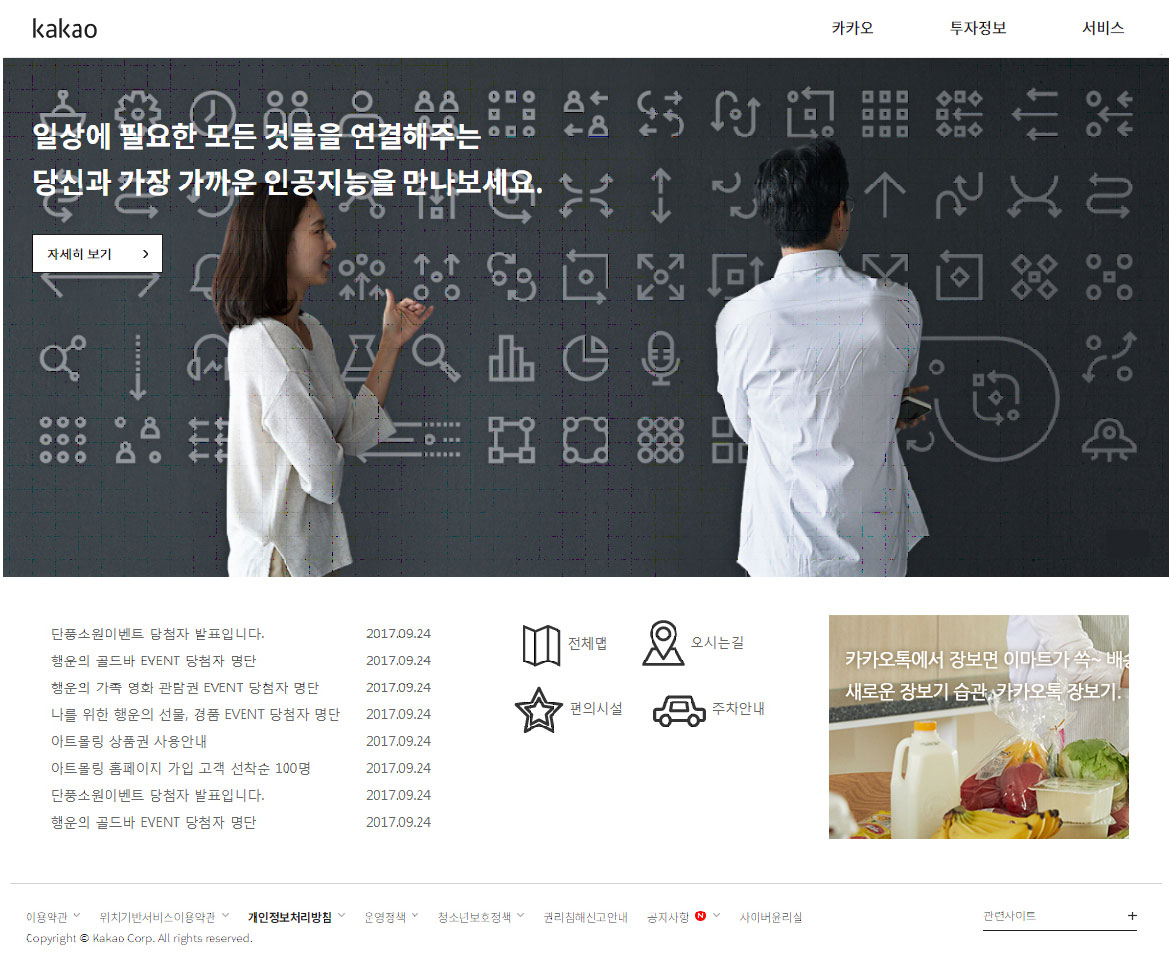 kakao
카카오 투자정보 서비스
일상에 필요한 모든 것들을 연결해주는
당신과 가장 가까운 인공지능을 만나보세요.
자세히 보기 >
단풍소원이벤트 당첨자 발표입니다. 2017.09.24
행운의 골드바 EVENT 당첨자 명단 2017.09.24
행운의 가족 영화 관람권 EVENT 당첨자 명단 2017.09.24
나를 위한 행운의 선물, 경품 EVENT 당첨자 명단 2017.09.24
아트몰링 상품권 사용안내 2017.09.24
아트몰링 홈페이지 가입 고객 선착순 100명 2017.09.24
단풍소원이벤트 당첨자 발표입니다. 2017.09.24
행운의 골드바 EVENT 당첨자 명단 2017.09.24
전체맵 오시는길
편의시설 주차안내
카카오톡에서 장보면 이마트가 쓱~ 배송
새로운 장보기 습관, 카카오톡 장보기.
이용약관 위치기반서비스이용약관 개인정보처리방침 운영정책 청소년보호정책 권리침해신고안내 공지사항 N 사이버윤리실
Copyright © Kakao Corp. All rights reserved.
관련사이트 +